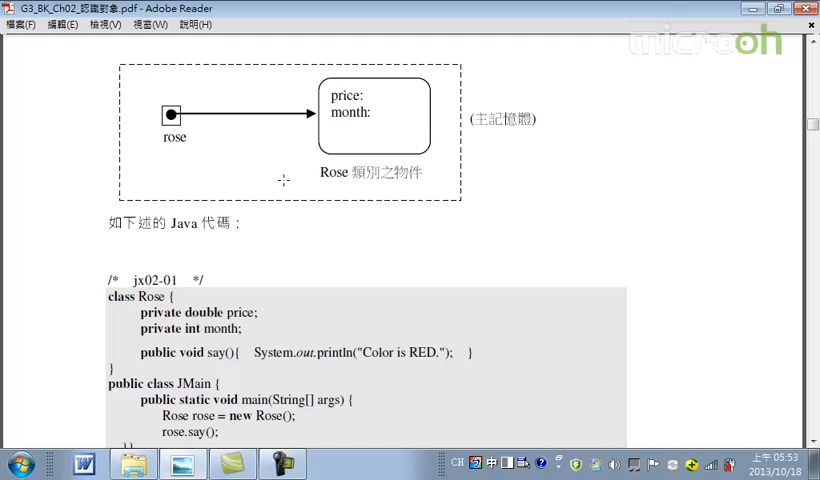 G3_BK_Ch02_認識對象.pdf - Adobe Reader
檔案(F) 編輯(E) 檢視(V) 視窗(W) 說明(H)
microoh
price:
month:
rose
(主記憶體)
Rose 類別之物件
如下述的 Java 代碼：
/* jx02-01 */
class Rose {
private double price;
private int month;
public void say(){ System.out.println("Color is RED."); }
}
public class JMain {
public static void main(String[] args) {
Rose rose = new Rose();
rose.say();
}}
CH 中
上午 05:53
2013/10/18